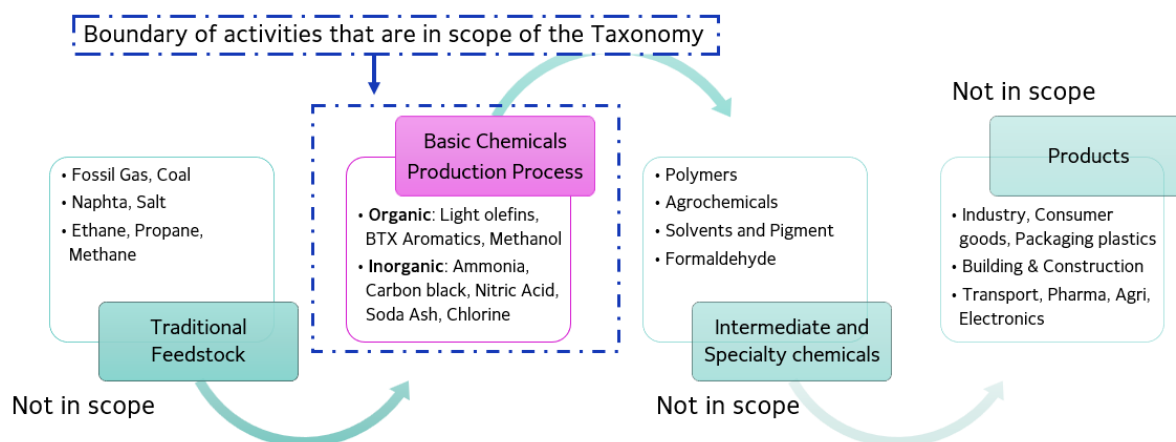 Boundary of activities that are in scope of the Taxonomy
• Fossil Gas, Coal
• Naphta, Salt
• Ethane, Propane,
Methane
Traditional
Feedstock
Not in scope
Basic Chemicals
Production Process
• Organic: Light olefins,
BTX Aromatics, Methanol
• Inorganic: Ammonia,
Carbon black, Nitric Acid,
Soda Ash, Chlorine
• Polymers
• Agrochemicals
• Solvents and Pigment
• Formaldehyde
Intermediate and
Specialty chemicals
Not in scope
Not in scope
Products
• Industry, Consumer
goods, Packaging plastics
• Building & Construction
• Transport, Pharma, Agri,
Electronics